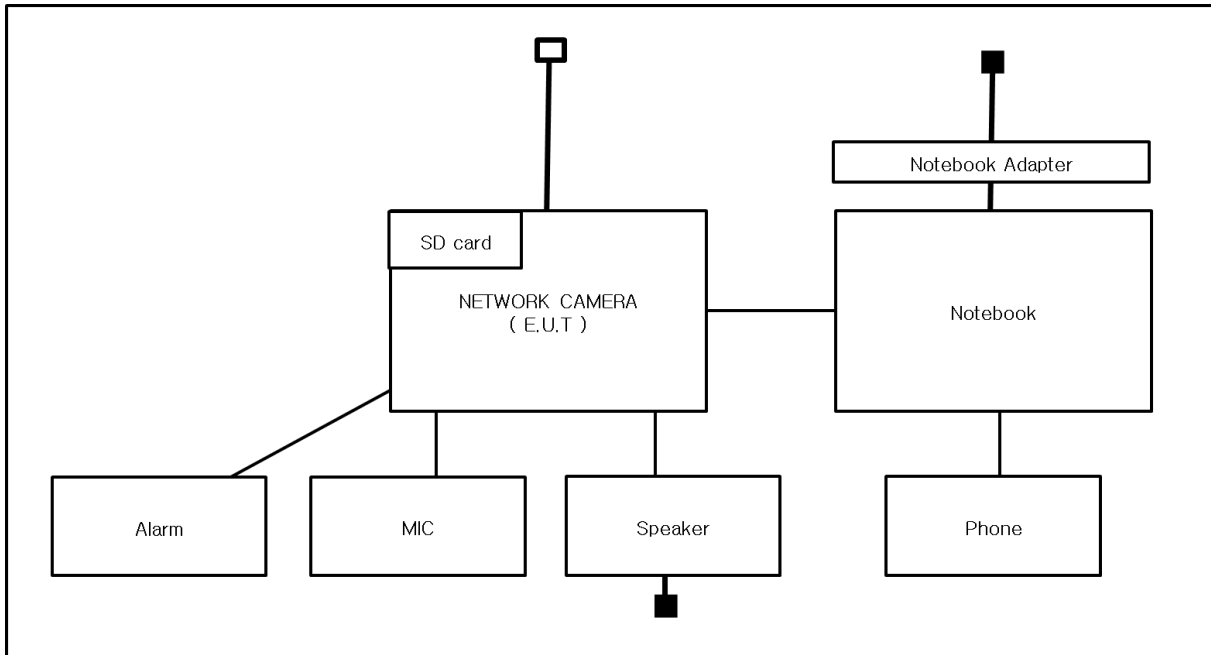 Notebook Adapter
SD card
NETWORK CAMERA
( E.U.T )
Notebook
Alarm
MIC
Speaker
Phone